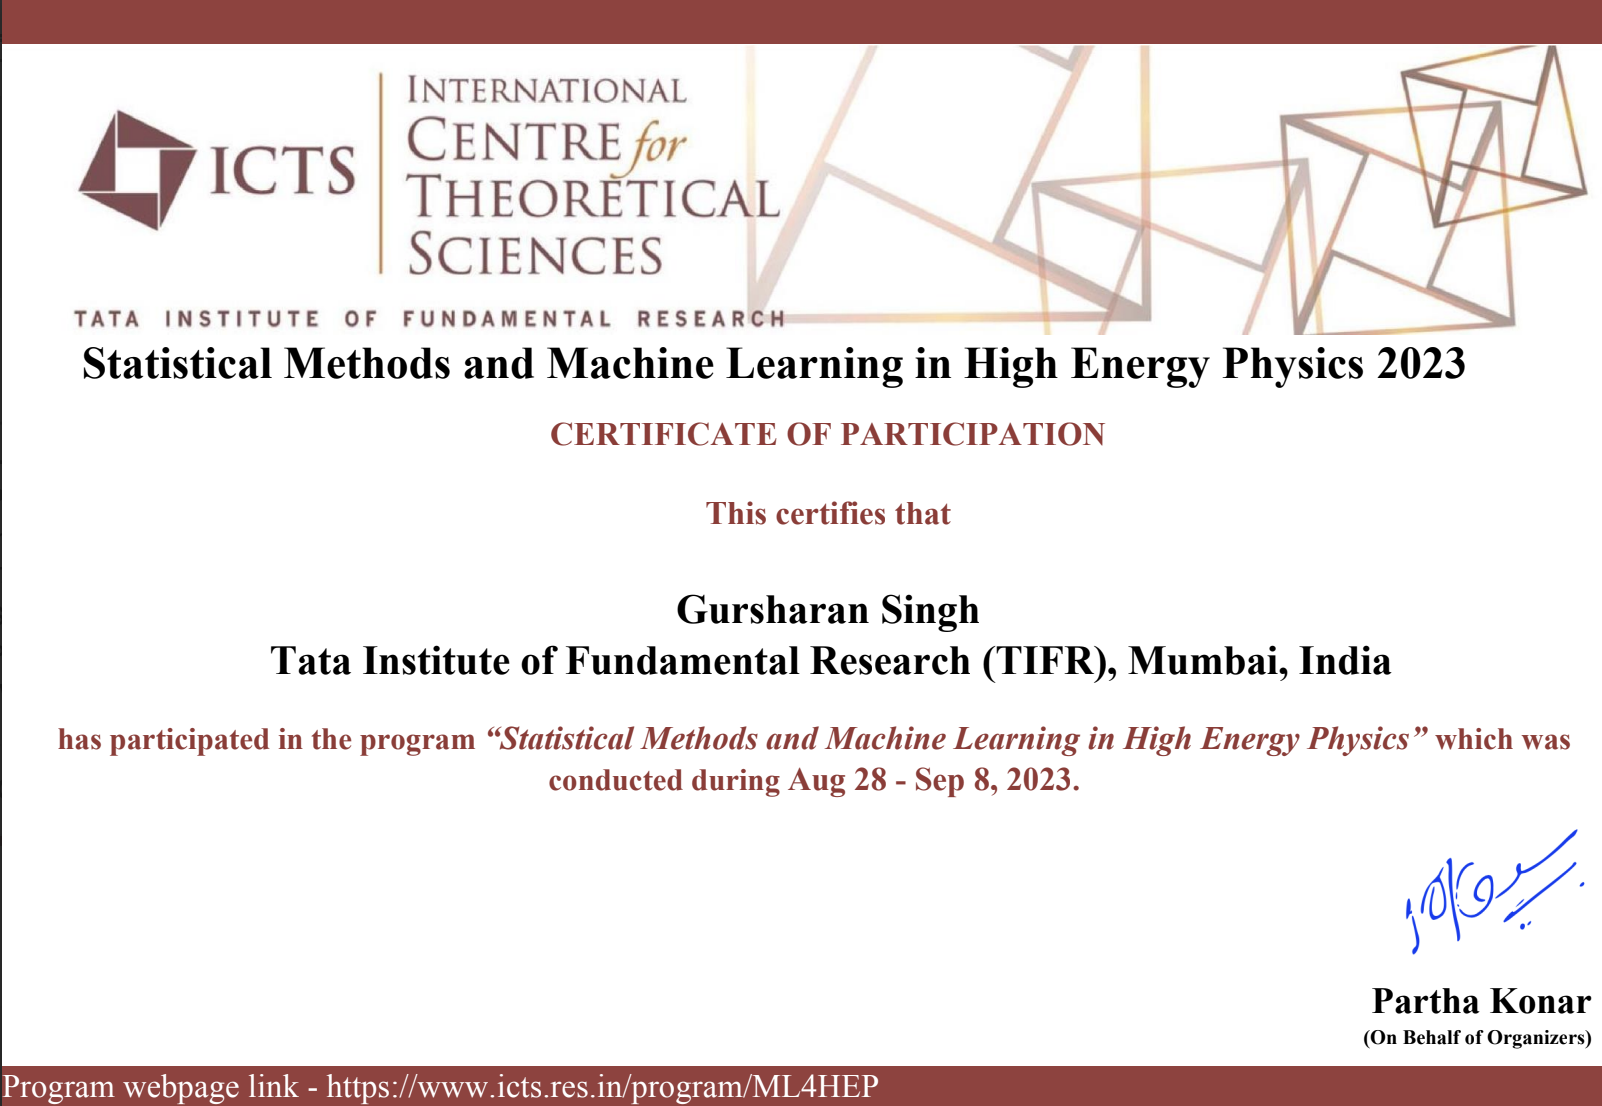 ICTS
INTERNATIONAL
CENTRE for
THEORETICAL
SCIENCES
TATA INSTITUTE OF FUNDAMENTAL RESEARCH
Statistical Methods and Machine Learning in High Energy Physics 2023
CERTIFICATE OF PARTICIPATION
This certifies that
Gursharan Singh
Tata Institute of Fundamental Research (TIFR), Mumbai, India
has participated in the program “Statistical Methods and Machine Learning in High Energy Physics” which was
conducted during Aug 28 - Sep 8, 2023.
Partha Konar
(On Behalf of Organizers)
Program webpage link - https://www.icts.res.in/program/ML4HEP